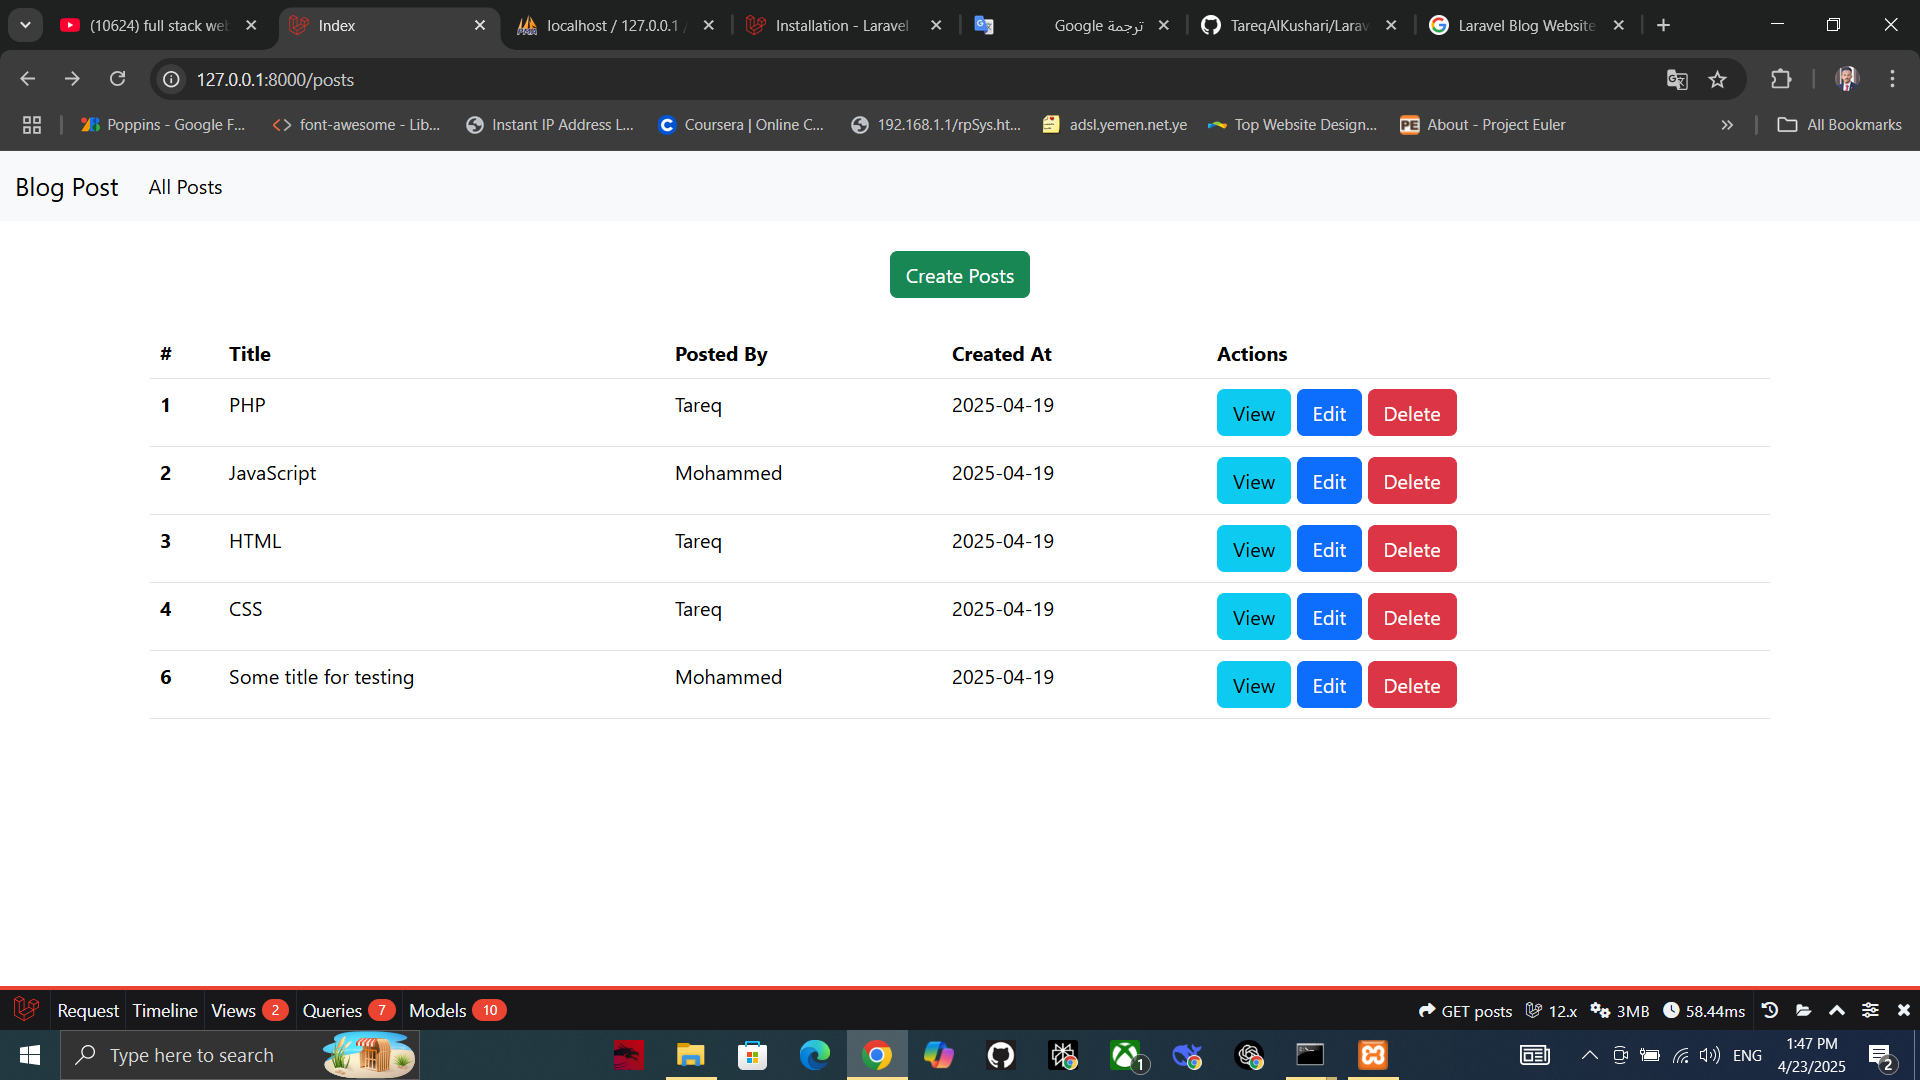 (10624) full stack web
Index
localhost / 127.0.0.1 /
Installation - Laravel
ترجمة Google
TareqAlKushari/Larav
Laravel Blog Website
127.0.0.1:8000/posts
Poppins - Google F...
font-awesome - Lib...
Instant IP Address L...
Coursera | Online C...
192.168.1.1/rpSys.ht...
adsl.yemen.net.ye
Top Website Design...
PE About - Project Euler
All Bookmarks
Blog Post All Posts
Create Posts
# Title Posted By Created At Actions
1 PHP Tareq 2025-04-19 View Edit Delete
2 JavaScript Mohammed 2025-04-19 View Edit Delete
3 HTML Tareq 2025-04-19 View Edit Delete
4 CSS Tareq 2025-04-19 View Edit Delete
6 Some title for testing Mohammed 2025-04-19 View Edit Delete
Request Timeline Views 2 Queries 7 Models 10 GET posts 12.x 3MB 58.44ms
Type here to search
1
ENG
1:47 PM
4/23/2025
2